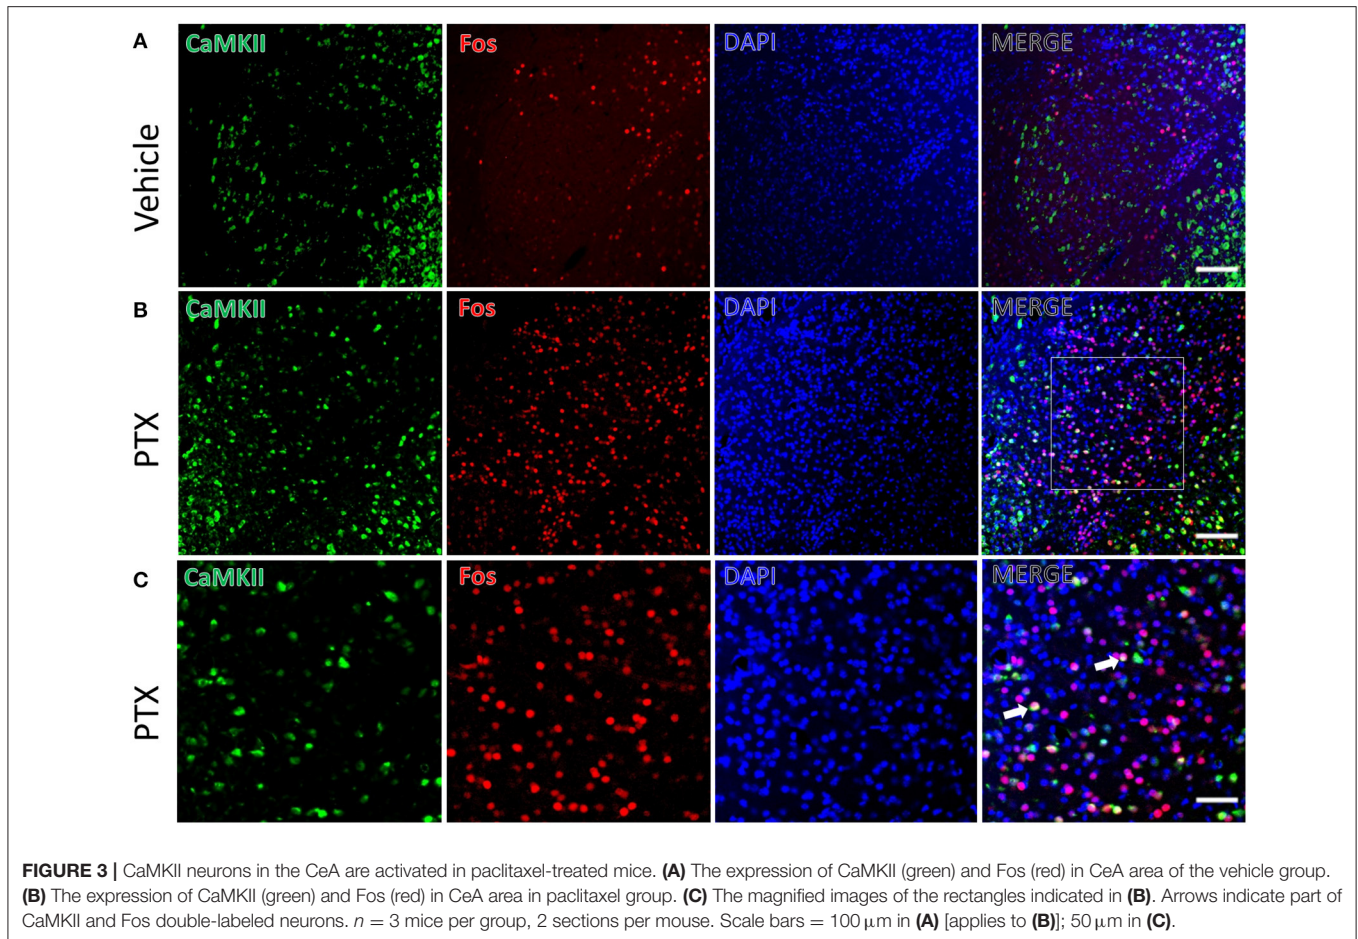 A
CaMKII
Fos
DAPI
MERGE
Vehicle
B
CaMKII
Fos
DAPI
MERGE
PTX
C
CaMKII
Fos
DAPI
MERGE
PTX
FIGURE 3 | CaMKII neurons in the CeA are activated in paclitaxel-treated mice. (A) The expression of CaMKII (green) and Fos (red) in CeA area of the vehicle group.
(B) The expression of CaMKII (green) and Fos (red) in CeA area in paclitaxel group. (C) The magnified images of the rectangles indicated in (B). Arrows indicate part of
CaMKII and Fos double-labeled neurons. n = 3 mice per group, 2 sections per mouse. Scale bars = 100 μm in (A) [applies to (B)]; 50 μm in (C).